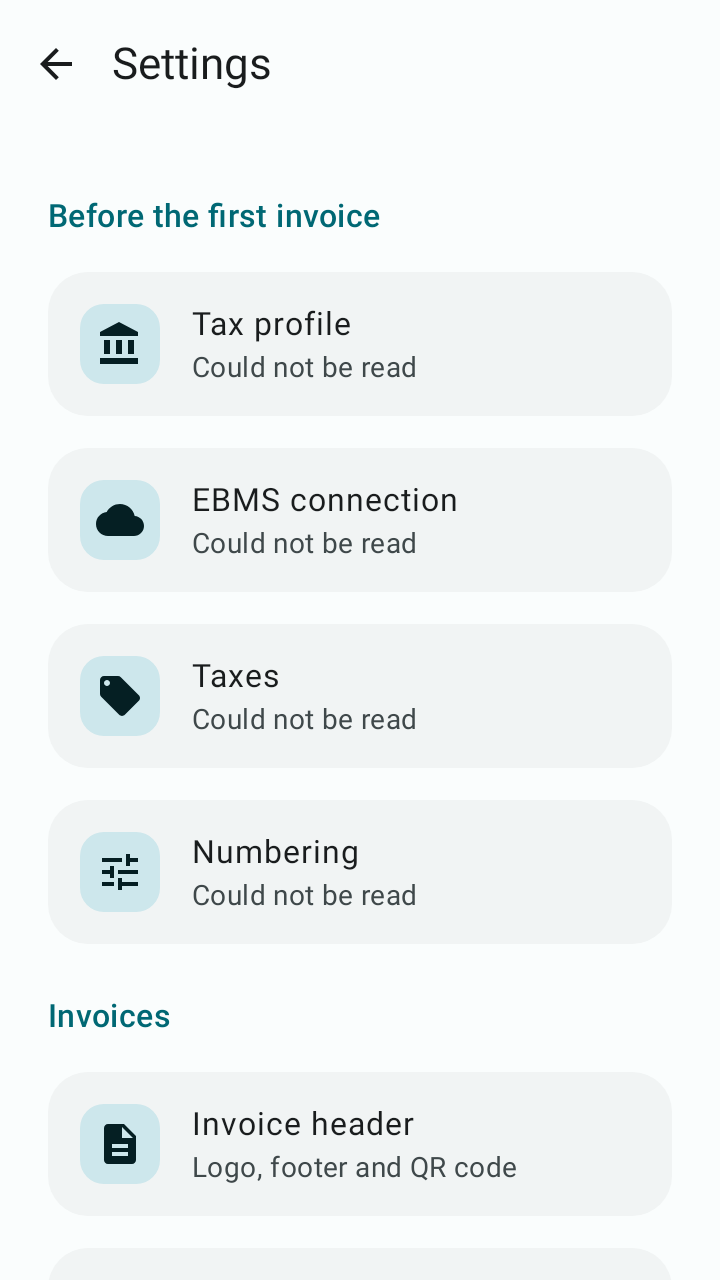 Settings
Before the first invoice
Tax profile
Could not be read
EBMS connection
Could not be read
Taxes
Could not be read
Numbering
Could not be read
Invoices
Invoice header
Logo, footer and QR code